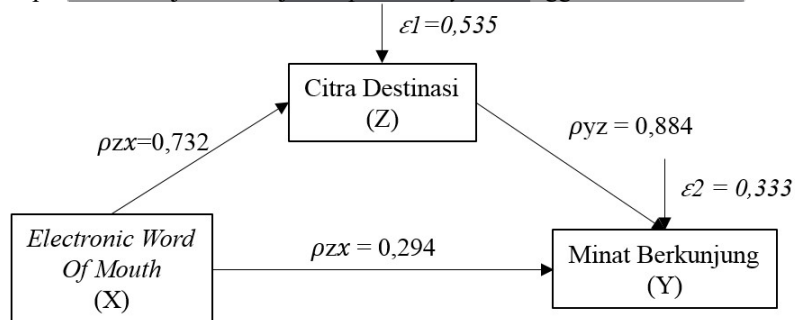 ε1=0,535
Citra Destinasi
(Z)
ρzx=0,732
ρyz = 0,884
ε2 = 0,333
Electronic Word
Of Mouth
(X)
ρzx = 0,294
Minat Berkunjung
(Y)